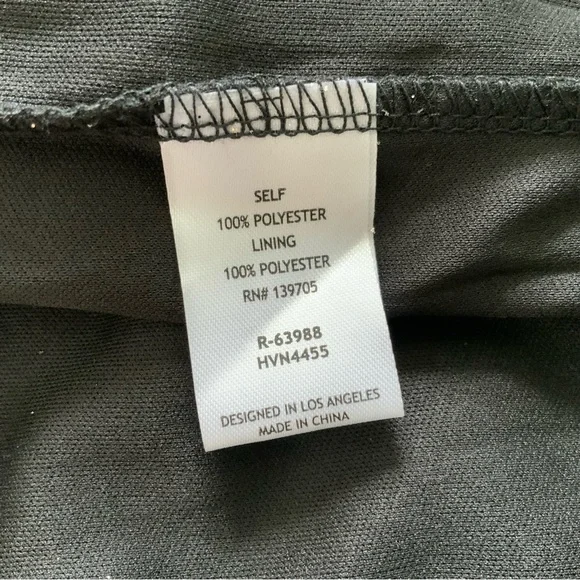 SELF
100% POLYESTER
LINING
100% POLYESTER
RN# 139705
R-63988
HVN4455
DESIGNED IN LOS ANGELES
MADE IN CHINA